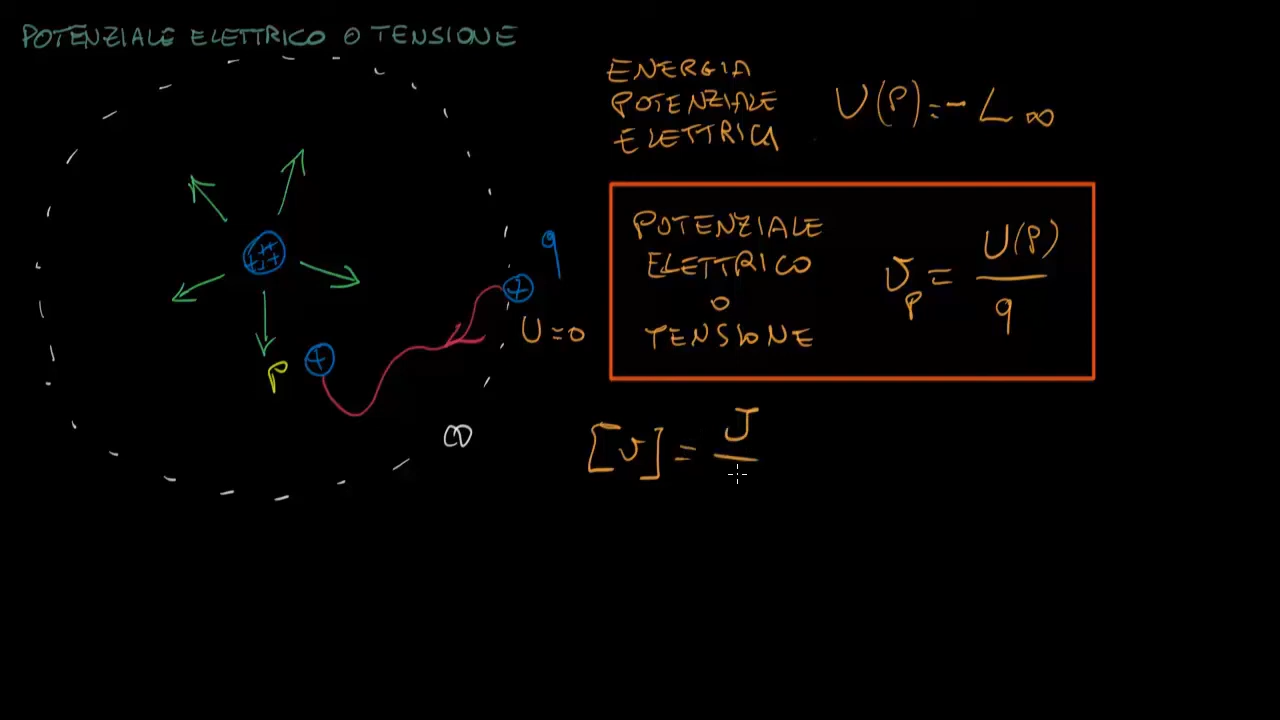 POTENZIALE ELETTRICO O TENSIONE
ENERGIA
POTENZIALE
ELETTRICA
U(P)=-L∞
POTENZIALE
ELETTRICO
O
TENSIONE
v_P = U(P)/q
q
U=0
P
∞
[v] = J/
++
+++
+
+